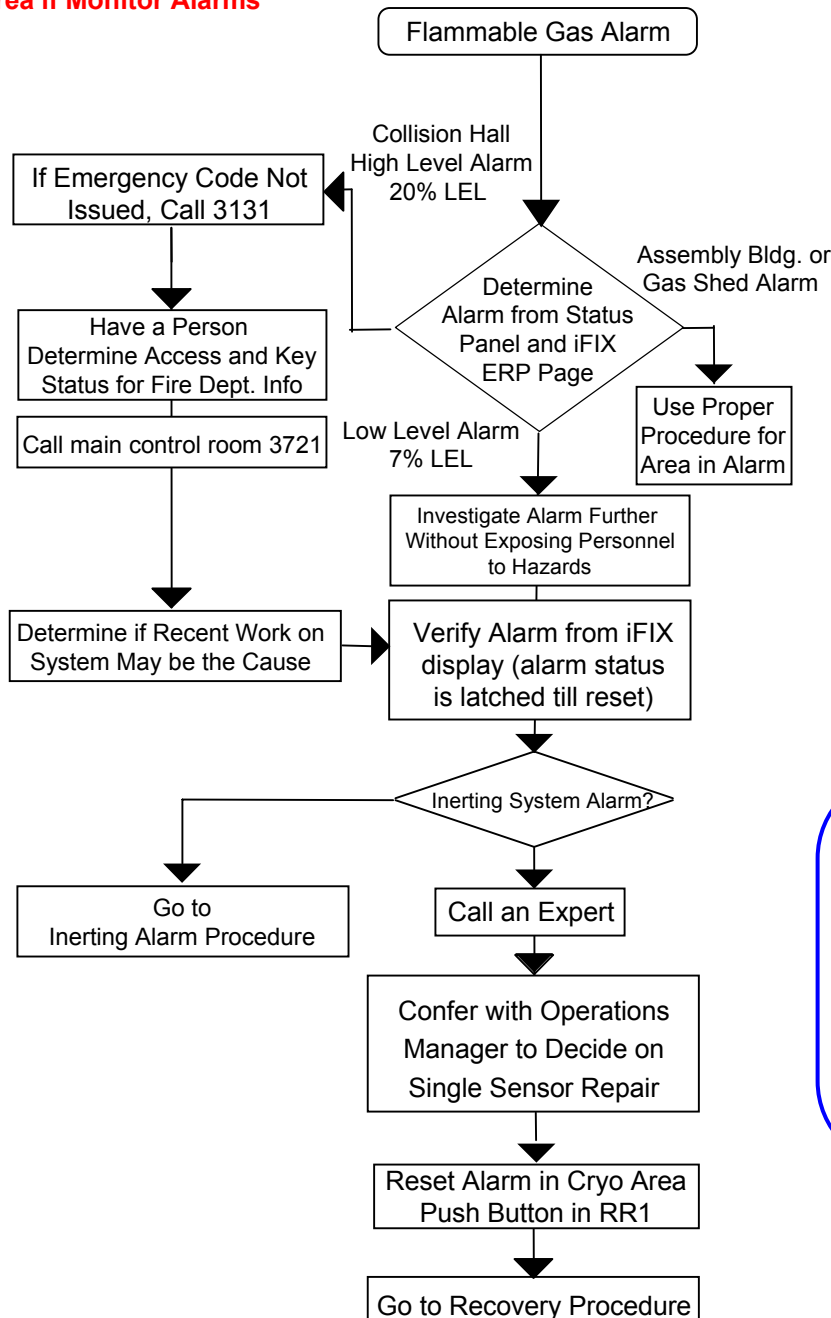 rea if Monitor Alarms
Flammable Gas Alarm
Collision Hall
High Level Alarm
20% LEL
If Emergency Code Not
Issued, Call 3131
Assembly Bldg. or
Gas Shed Alarm
Determine
Alarm from Status
Panel and iFIX
ERP Page
Have a Person
Determine Access and Key
Status for Fire Dept. Info
Use Proper
Procedure for
Area in Alarm
Call main control room 3721
Low Level Alarm
7% LEL
Investigate Alarm Further
Without Exposing Personnel
to Hazards
Determine if Recent Work on
System May be the Cause
Verify Alarm from iFIX
display (alarm status
is latched till reset)
Inerting System Alarm?
Go to
Inerting Alarm Procedure
Call an Expert
Confer with Operations
Manager to Decide on
Single Sensor Repair
Reset Alarm in Cryo Area
Push Button in RR1
Go to Recovery Procedure